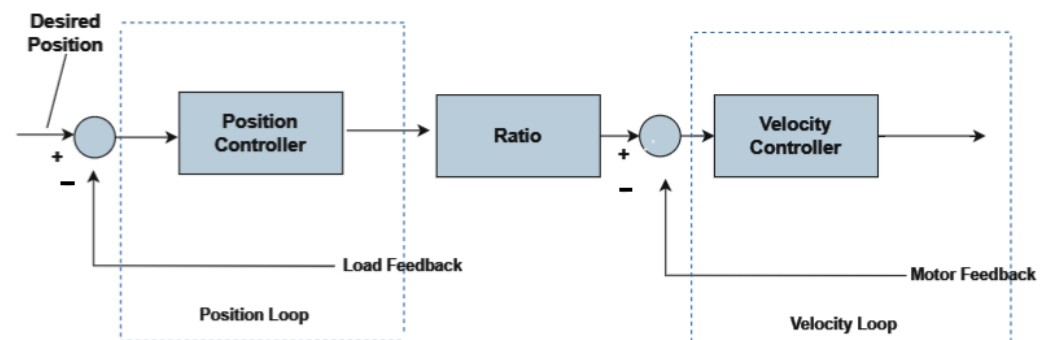 Desired
Position
Position
Controller
Ratio
Velocity
Controller
+
−
+
−
Load Feedback
Motor Feedback
Position Loop
Velocity Loop